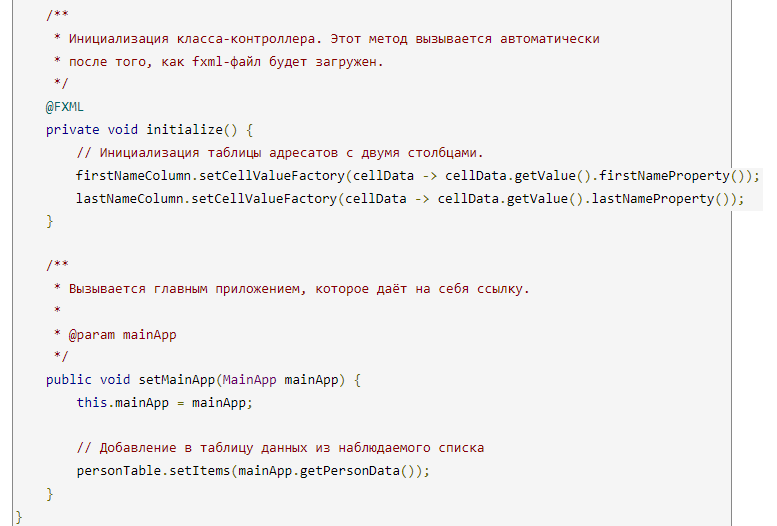 /**
 * Инициализация класса-контроллера. Этот метод вызывается автоматически
 * после того, как fxml-файл будет загружен.
 */
@FXML
private void initialize() {
    // Инициализация таблицы адресатов с двумя столбцами.
    firstNameColumn.setCellValueFactory(cellData -> cellData.getValue().firstNameProperty());
    lastNameColumn.setCellValueFactory(cellData -> cellData.getValue().lastNameProperty());
}
/**
 * Вызывается главным приложением, которое даёт на себя ссылку.
 *
 * @param mainApp
 */
public void setMainApp(MainApp mainApp) {
    this.mainApp = mainApp;
    // Добавление в таблицу данных из наблюдаемого списка
    personTable.setItems(mainApp.getPersonData());
}
}